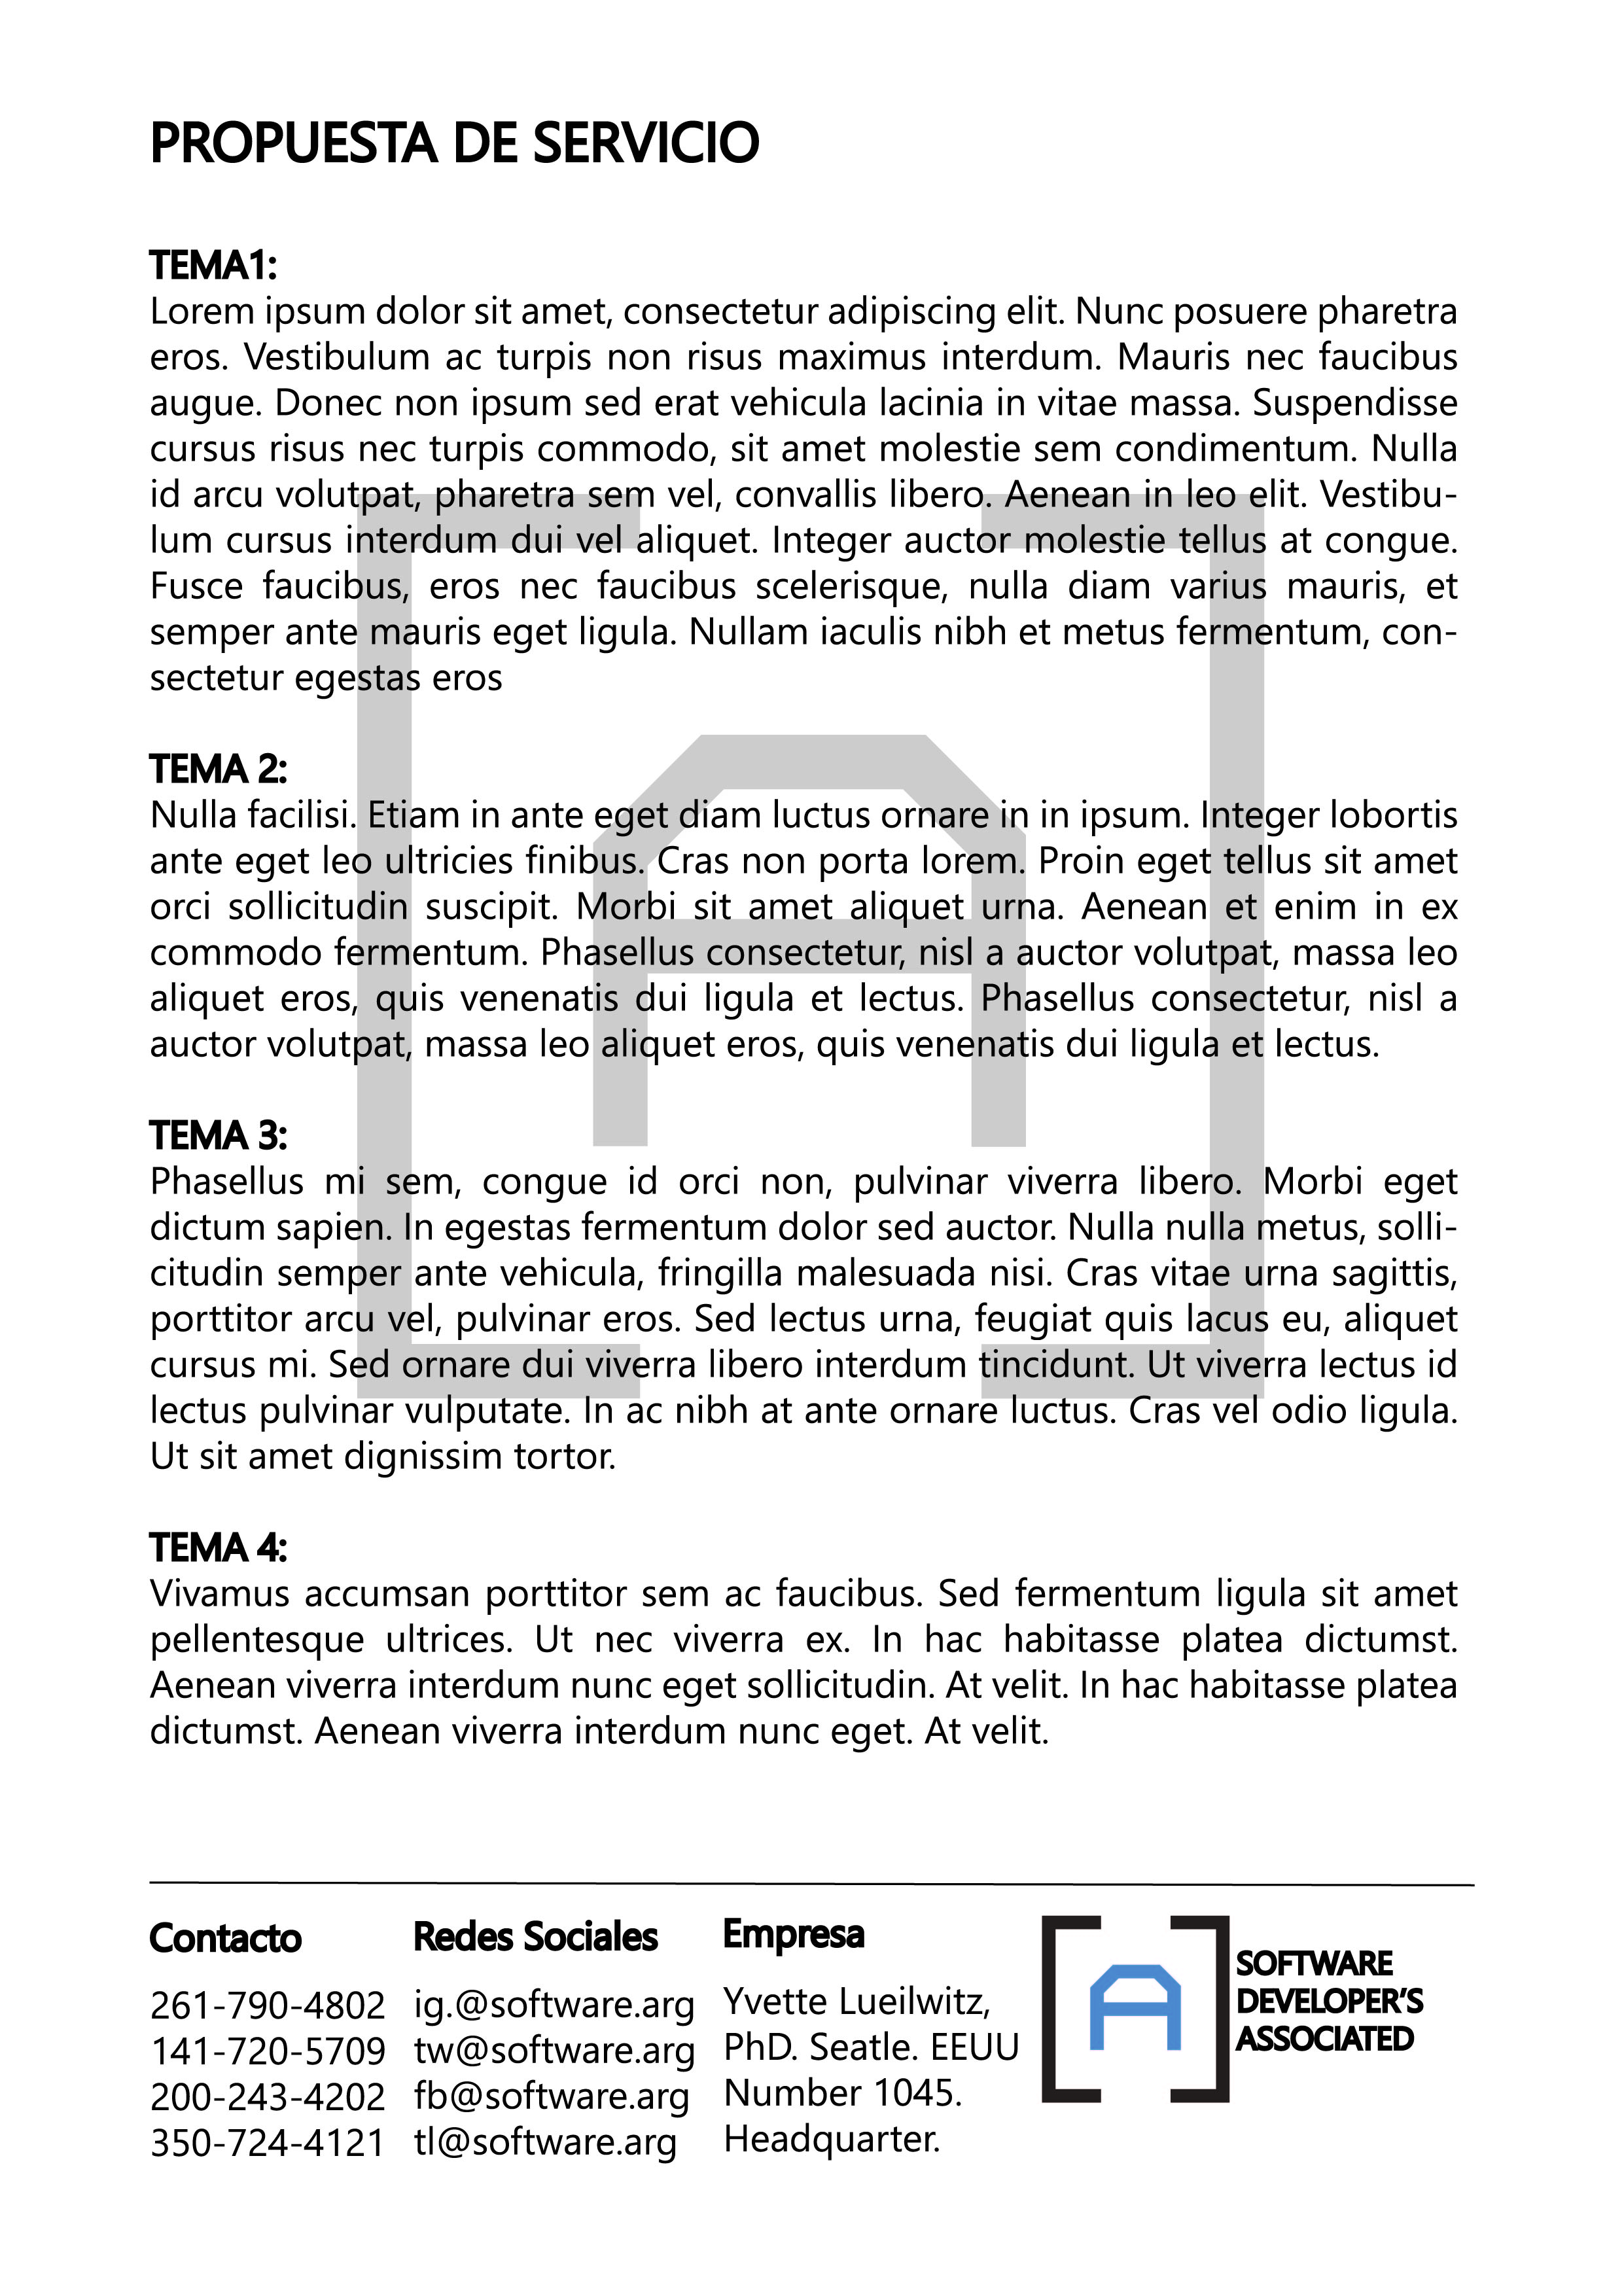 PROPUESTA DE SERVICIO
TEMA1:
Lorem ipsum dolor sit amet, consectetur adipiscing elit. Nunc posuere pharetra
eros. Vestibulum ac turpis non risus maximus interdum. Mauris nec faucibus
augue. Donec non ipsum sed erat vehicula lacinia in vitae massa. Suspendisse
cursus risus nec turpis commodo, sit amet molestie sem condimentum. Nulla
id arcu volutpat, pharetra sem vel, convallis libero. Aenean in leo elit. Vestibu-
lum cursus interdum dui vel aliquet. Integer auctor molestie tellus at congue.
Fusce faucibus, eros nec faucibus scelerisque, nulla diam varius mauris, et
semper ante mauris eget ligula. Nullam iaculis nibh et metus fermentum, con-
sectetur egestas eros
TEMA 2:
Nulla facilisi. Etiam in ante eget diam luctus ornare in in ipsum. Integer lobortis
ante eget leo ultricies finibus. Cras non porta lorem. Proin eget tellus sit amet
orci sollicitudin suscipit. Morbi sit amet aliquet urna. Aenean et enim in ex
commodo fermentum. Phasellus consectetur, nisl a auctor volutpat, massa leo
aliquet eros, quis venenatis dui ligula et lectus. Phasellus consectetur, nisl a
auctor volutpat, massa leo aliquet eros, quis venenatis dui ligula et lectus.
TEMA 3:
Phasellus mi sem, congue id orci non, pulvinar viverra libero. Morbi eget
dictum sapien. In egestas fermentum dolor sed auctor. Nulla nulla metus, solli-
citudin semper ante vehicula, fringilla malesuada nisi. Cras vitae urna sagittis,
porttitor arcu vel, pulvinar eros. Sed lectus urna, feugiat quis lacus eu, aliquet
cursus mi. Sed ornare dui viverra libero interdum tincidunt. Ut viverra lectus id
lectus pulvinar vulputate. In ac nibh at ante ornare luctus. Cras vel odio ligula.
Ut sit amet dignissim tortor.
TEMA 4:
Vivamus accumsan porttitor sem ac faucibus. Sed fermentum ligula sit amet
pellentesque ultrices. Ut nec viverra ex. In hac habitasse platea dictumst.
Aenean viverra interdum nunc eget sollicitudin. At velit. In hac habitasse platea
dictumst. Aenean viverra interdum nunc eget. At velit.
Contacto
261-790-4802
141-720-5709
200-243-4202
350-724-4121
Redes Sociales
ig.@software.arg
tw@software.arg
fb@software.arg
tl@software.arg
Empresa
Yvette Lueilwitz,
PhD. Seatle. EEUU
Number 1045.
Headquarter.
[A]
SOFTWARE
DEVELOPER'S
ASSOCIATED